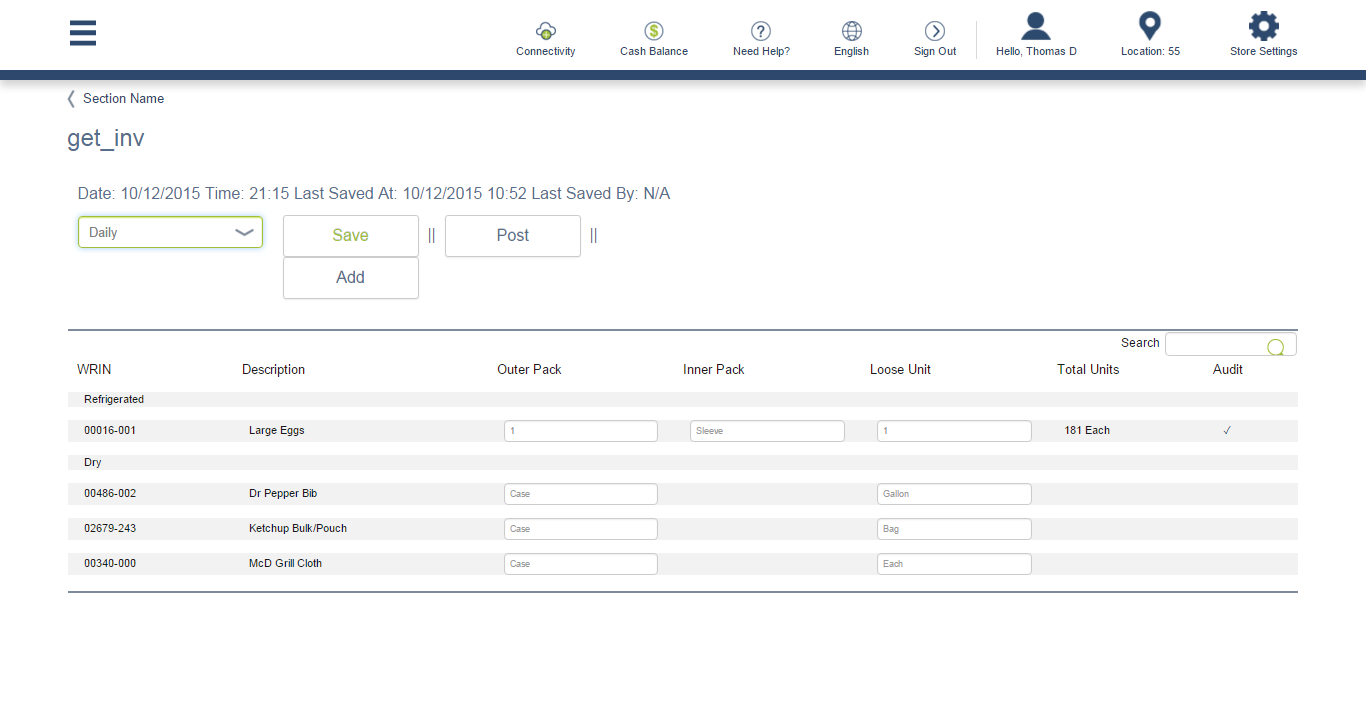 Connectivity Cash Balance Need Help? English Sign Out Hello, Thomas D Location: 55 Store Settings
Section Name
get_inv
Date: 10/12/2015 Time: 21:15 Last Saved At: 10/12/2015 10:52 Last Saved By: N/A
Daily Save || Post ||
Add
Search
WRIN Description Outer Pack Inner Pack Loose Unit Total Units Audit
Refrigerated
00016-001 Large Eggs 1 Sleeve 1 181 Each ✓
Dry
00486-002 Dr Pepper Bib Case Gallon
02679-243 Ketchup Bulk/Pouch Case Bag
00340-000 McD Grill Cloth Case Each